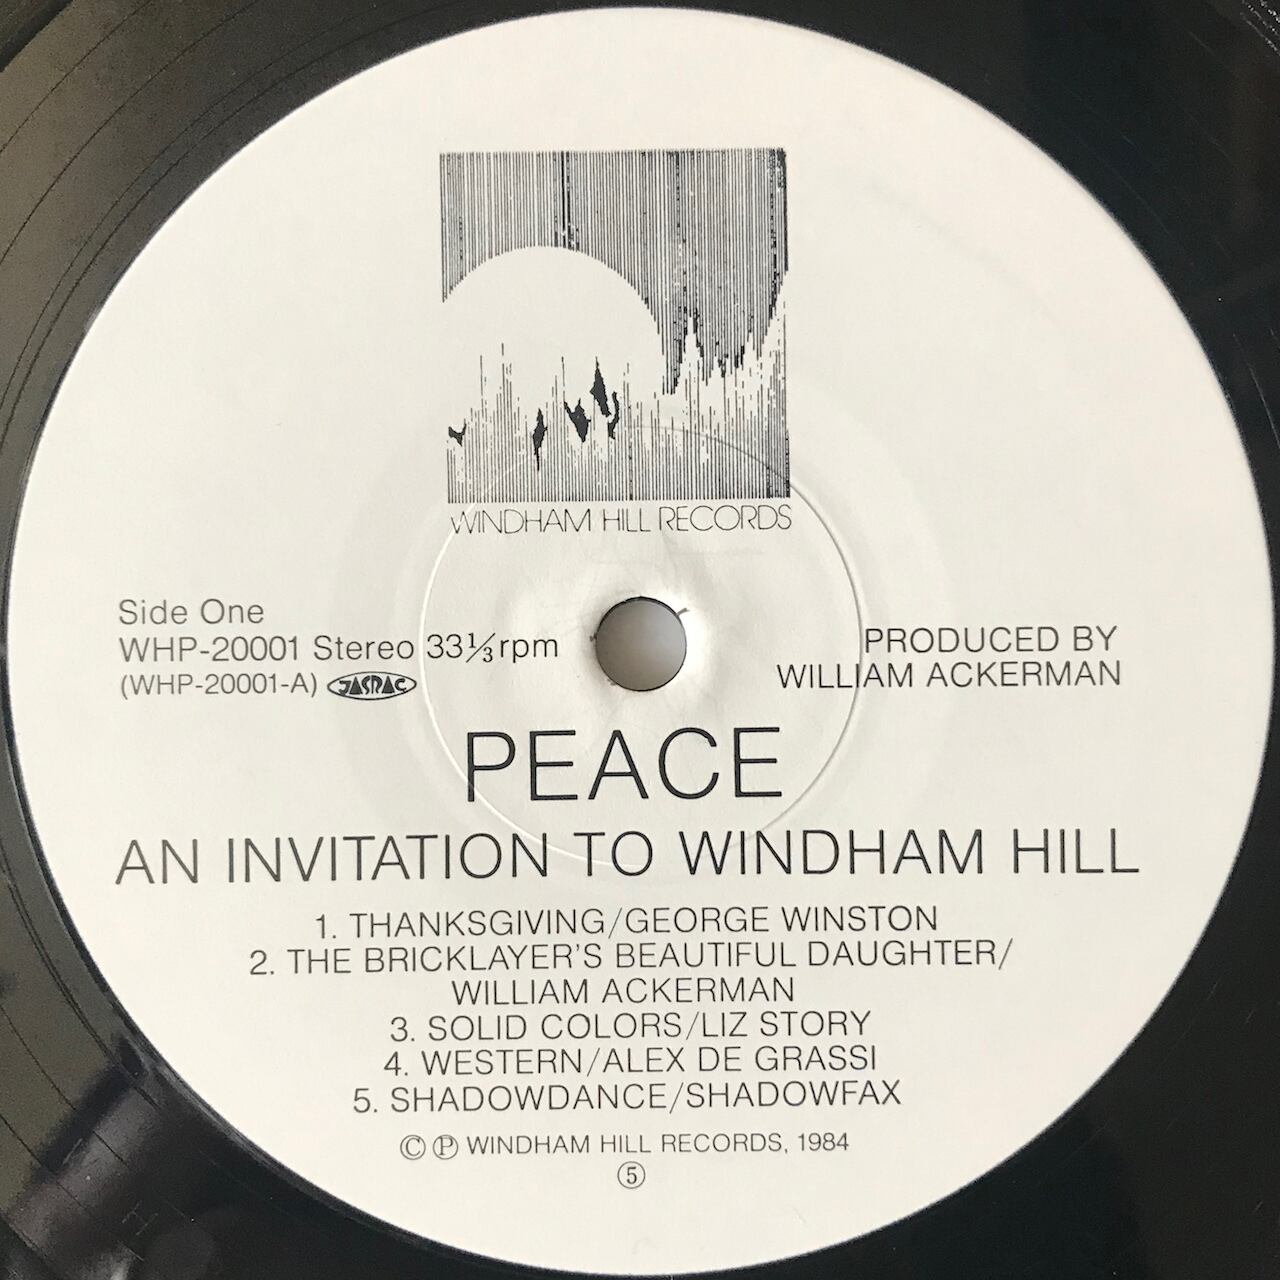 WINDHAM HILL RECORDS
Side One
WHP-20001 Stereo 33⅓rpm
(WHP-20001-A) JASRAC
PRODUCED BY
WILLIAM ACKERMAN
PEACE
AN INVITATION TO WINDHAM HILL
1. THANKSGIVING/GEORGE WINSTON
2. THE BRICKLAYER'S BEAUTIFUL DAUGHTER/
WILLIAM ACKERMAN
3. SOLID COLORS/LIZ STORY
4. WESTERN/ALEX DE GRASSI
5. SHADOWDANCE/SHADOWFAX
©℗ WINDHAM HILL RECORDS, 1984
⑤